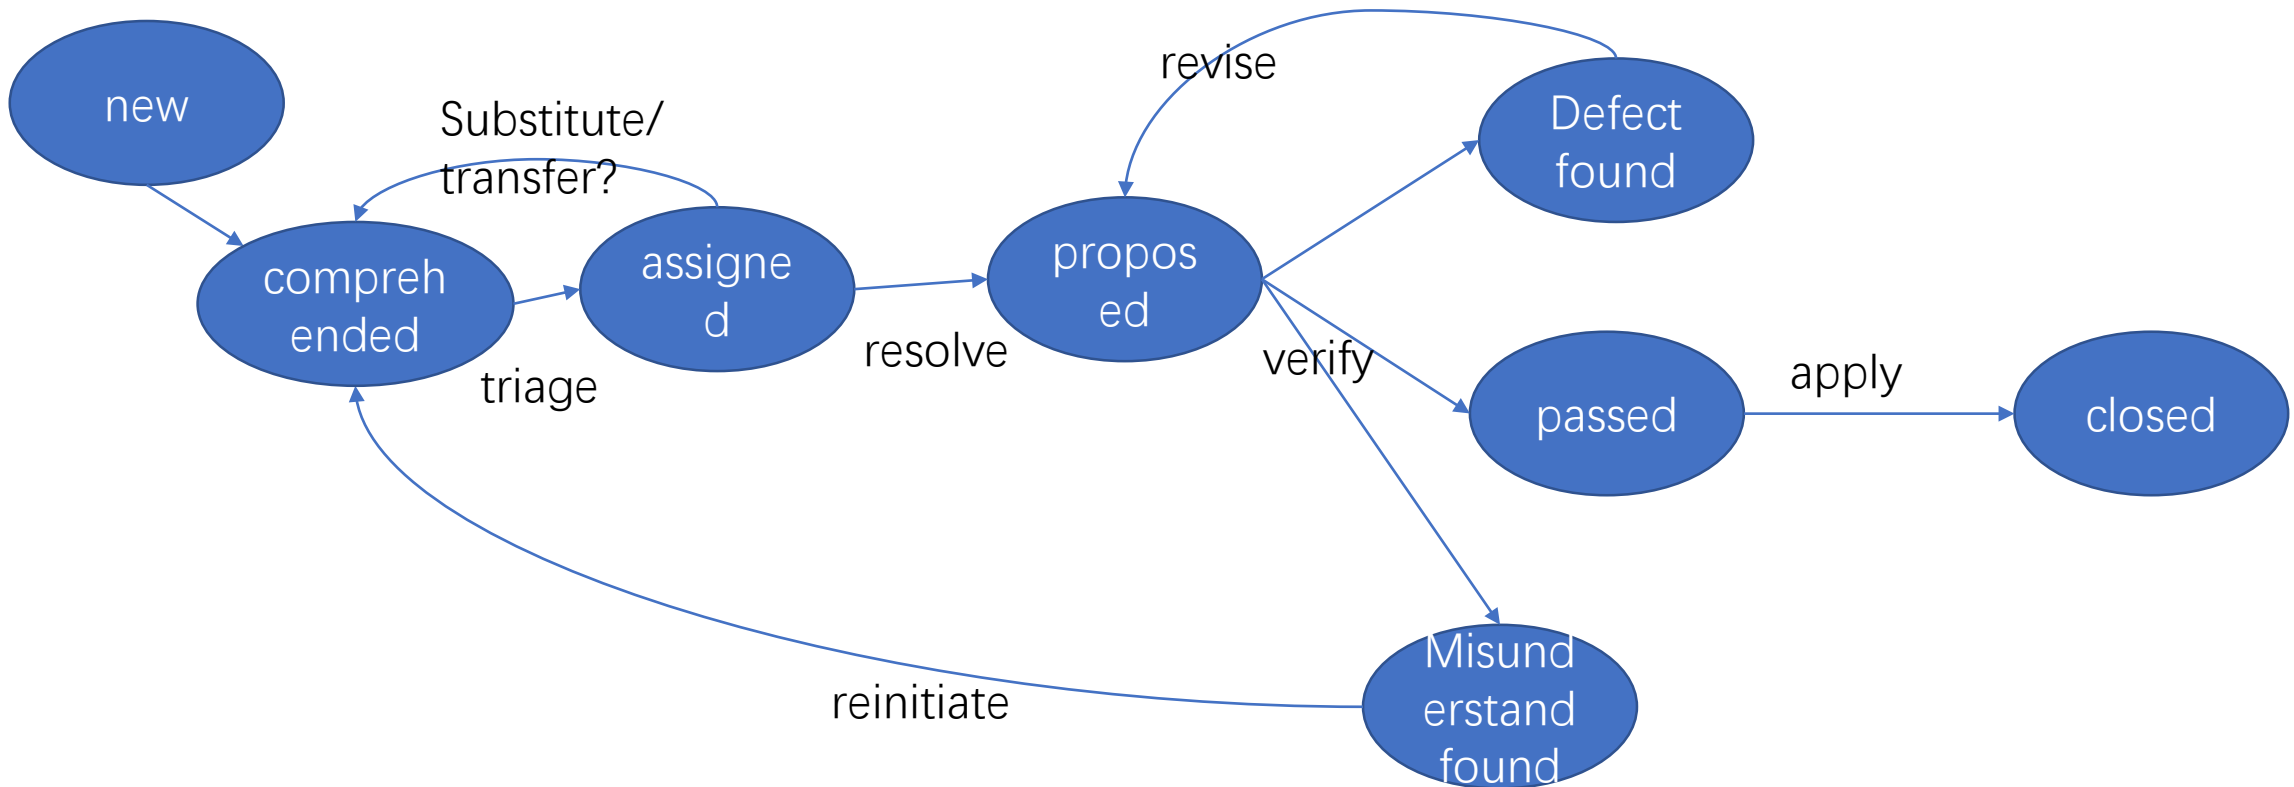 new
Substitute/
transfer?
revise
Defect
found
compreh
ended
assigne
d
propos
ed
triage
resolve
verify
passed
apply
closed
reinitiate
Misund
erstand
found